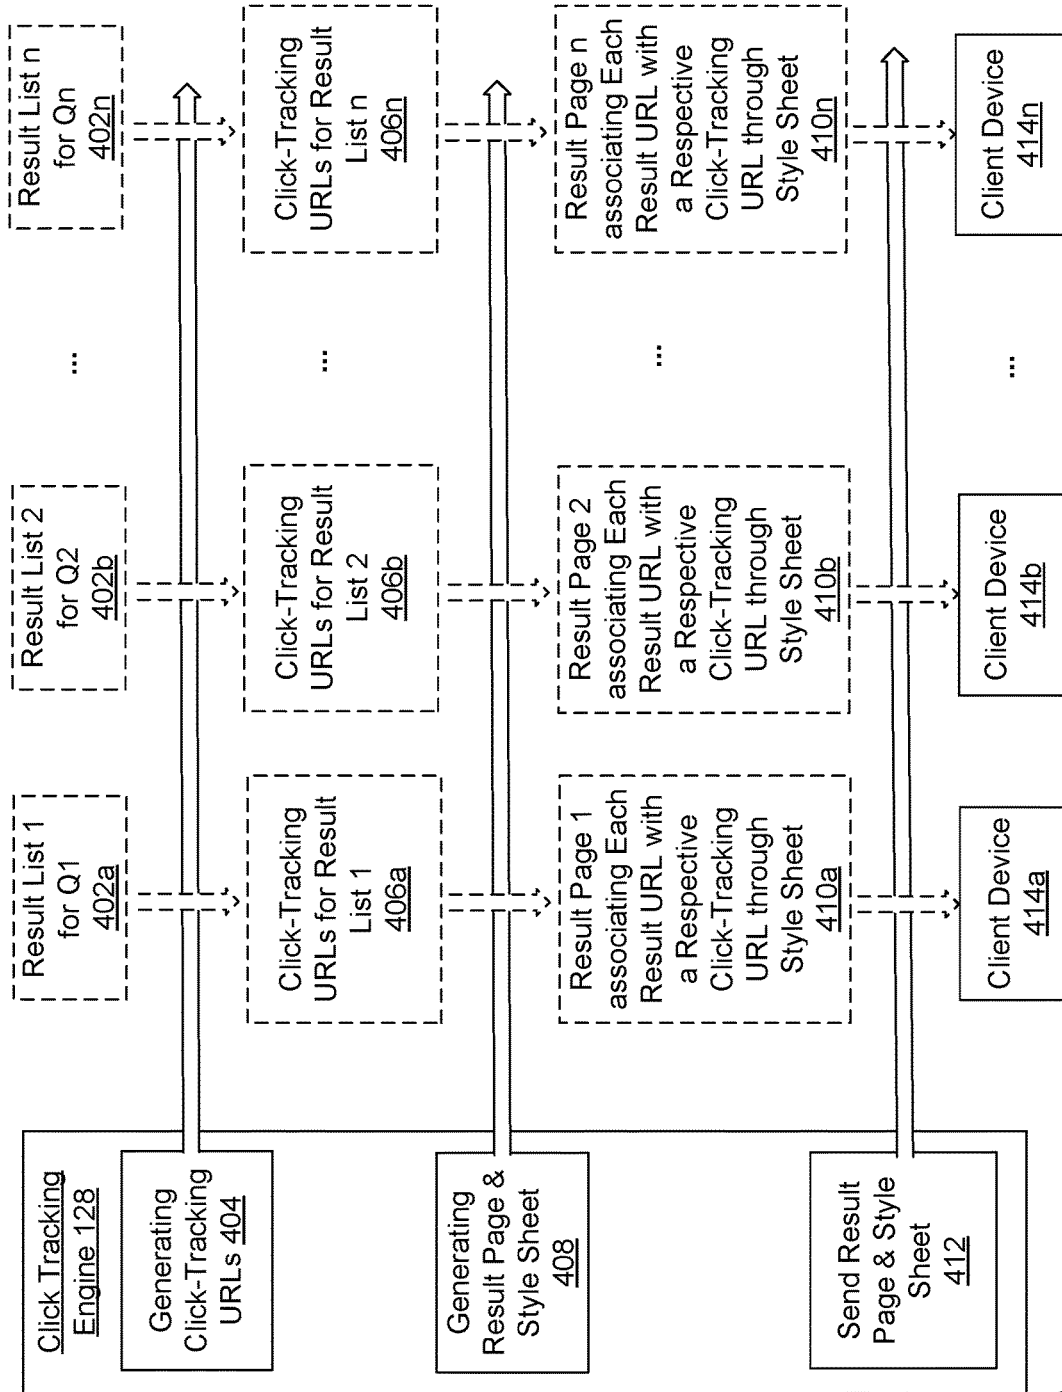 Click Tracking
Engine 128
Generating
Click-Tracking
URLs 404
Generating
Result Page &
Style Sheet
408
Send Result
Page & Style
Sheet
412
Result List 1
for Q1
402a
Click-Tracking
URLs for Result
List 1
406a
Result Page 1
associating Each
Result URL with
a Respective
Click-Tracking
URL through
Style Sheet
410a
Client Device
414a
Result List 2
for Q2
402b
Click-Tracking
URLs for Result
List 2
406b
Result Page 2
associating Each
Result URL with
a Respective
Click-Tracking
URL through
Style Sheet
410b
Client Device
414b
...
...
...
...
Result List n
for Qn
402n
Click-Tracking
URLs for Result
List n
406n
Result Page n
associating Each
Result URL with
a Respective
Click-Tracking
URL through
Style Sheet
410n
Client Device
414n